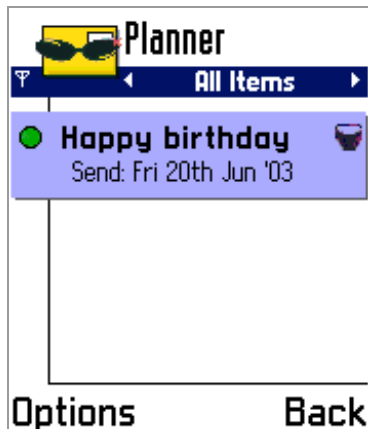 Planner
All Items
Happy birthday
Send: Fri 20th Jun '03
Options Back